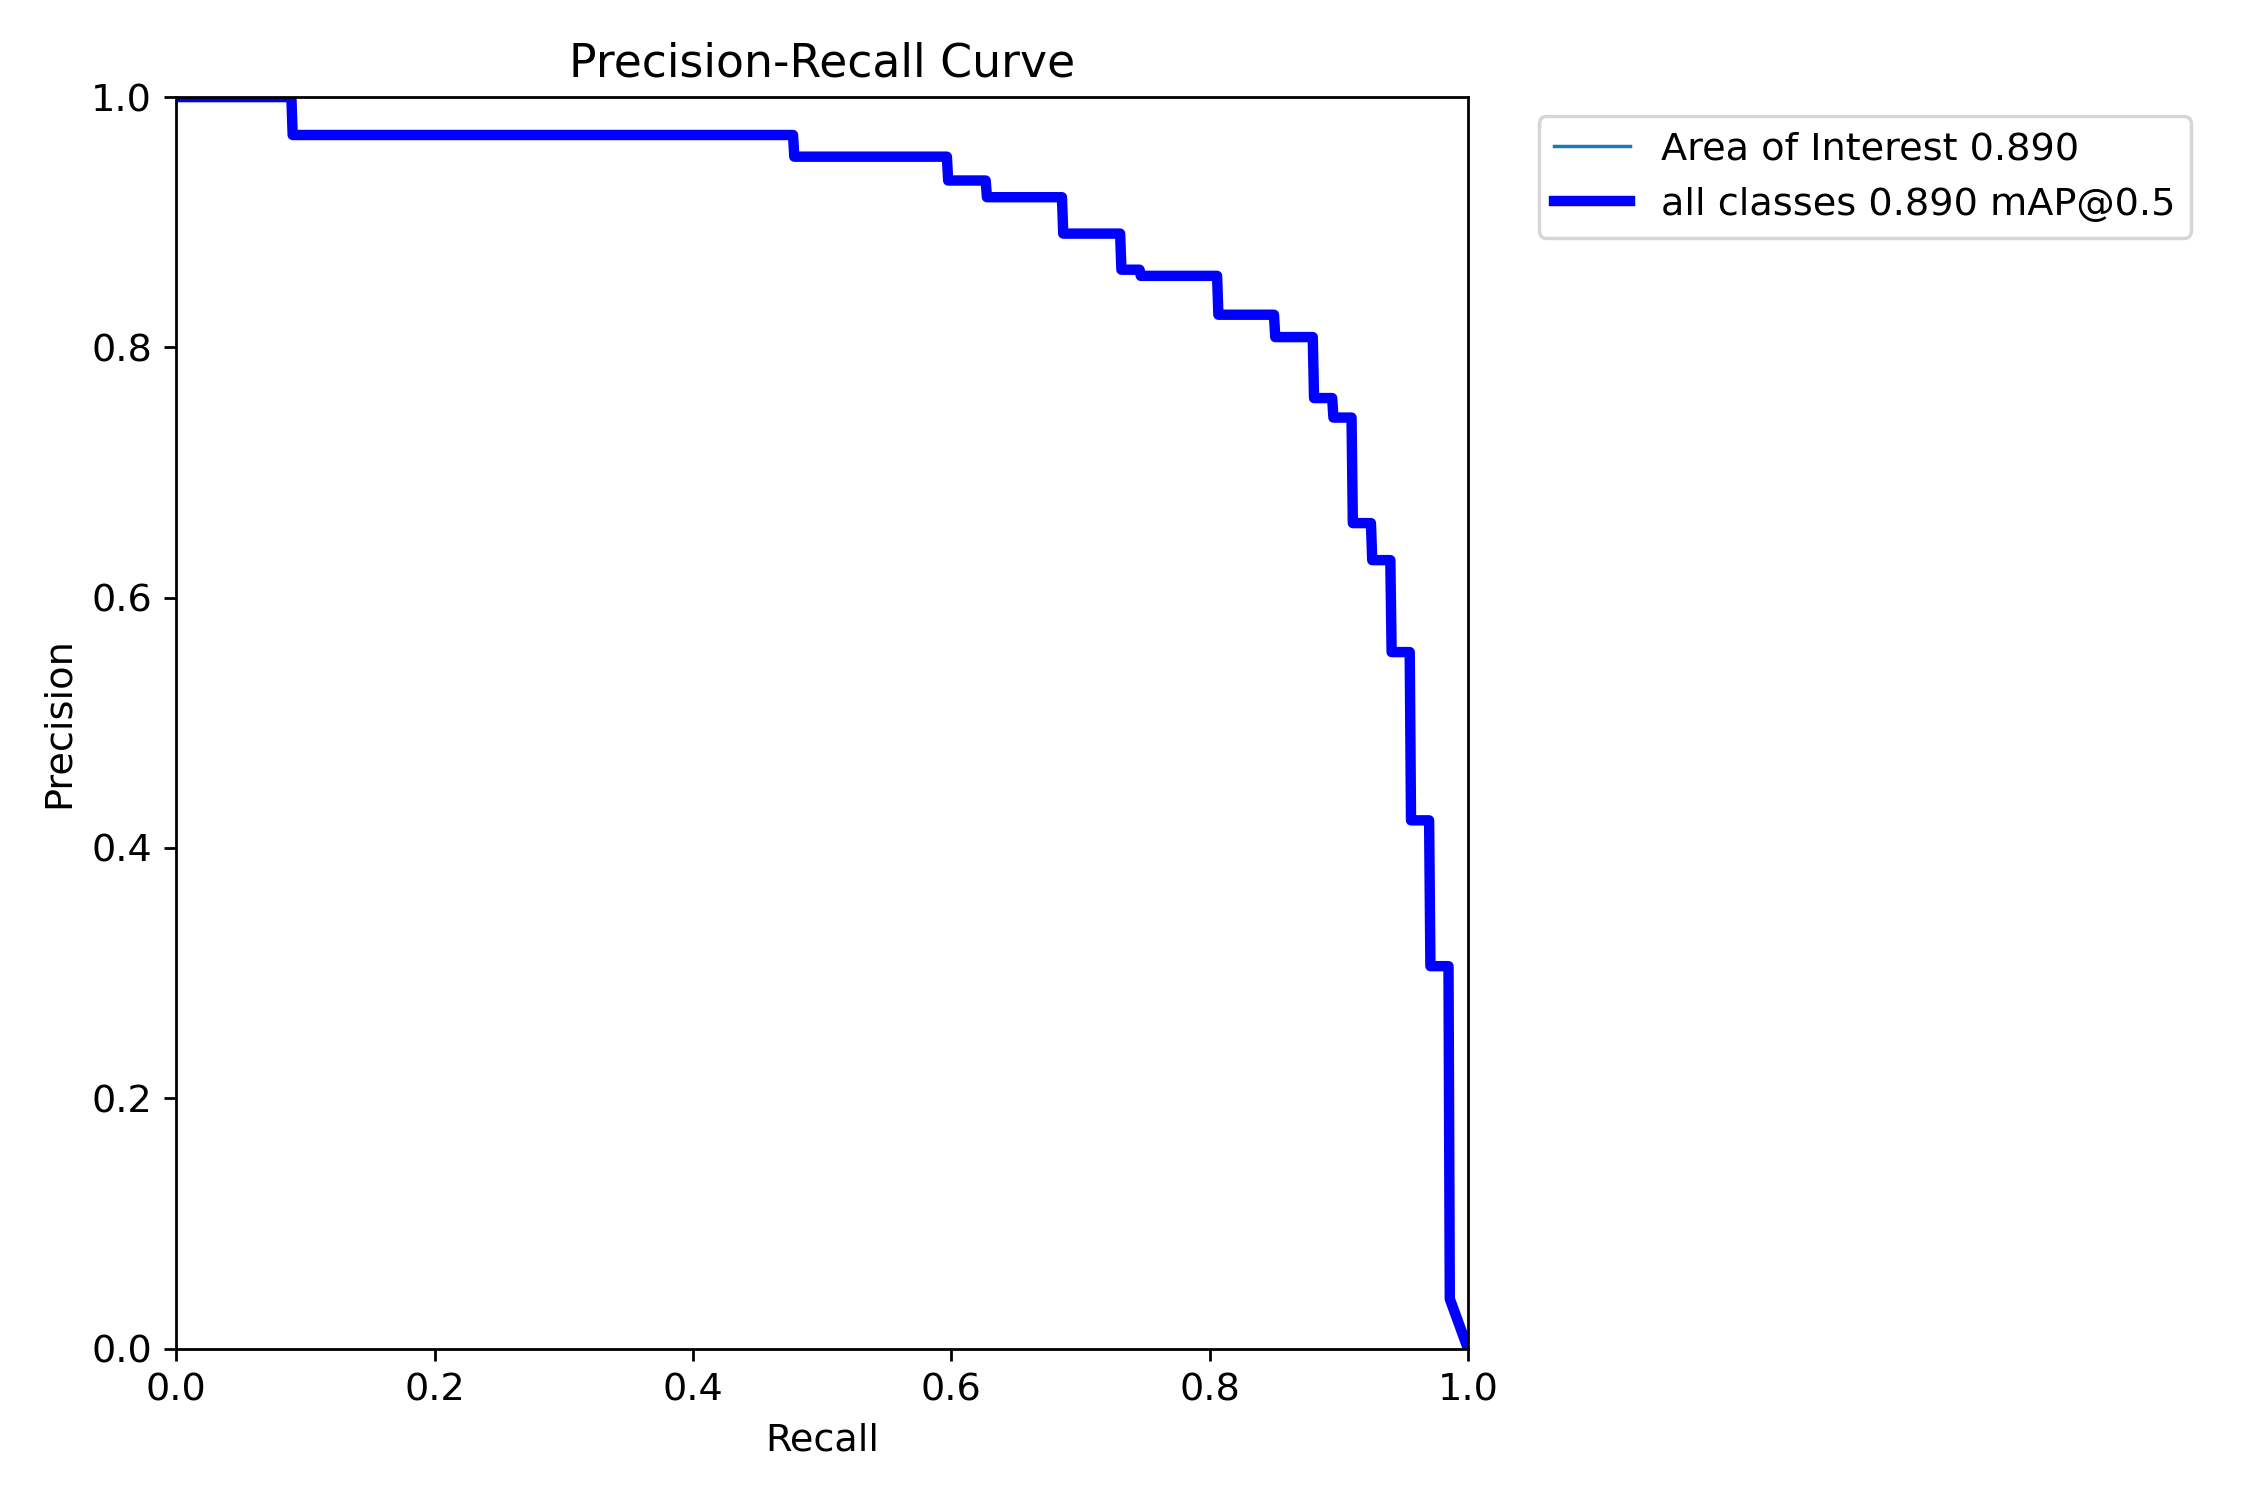 Precision-Recall Curve
Area of Interest 0.890
all classes 0.890 mAP@0.5
Precision
1.0
0.8
0.6
0.4
0.2
0.0
0.0 0.2 0.4 0.6 0.8 1.0
Recall